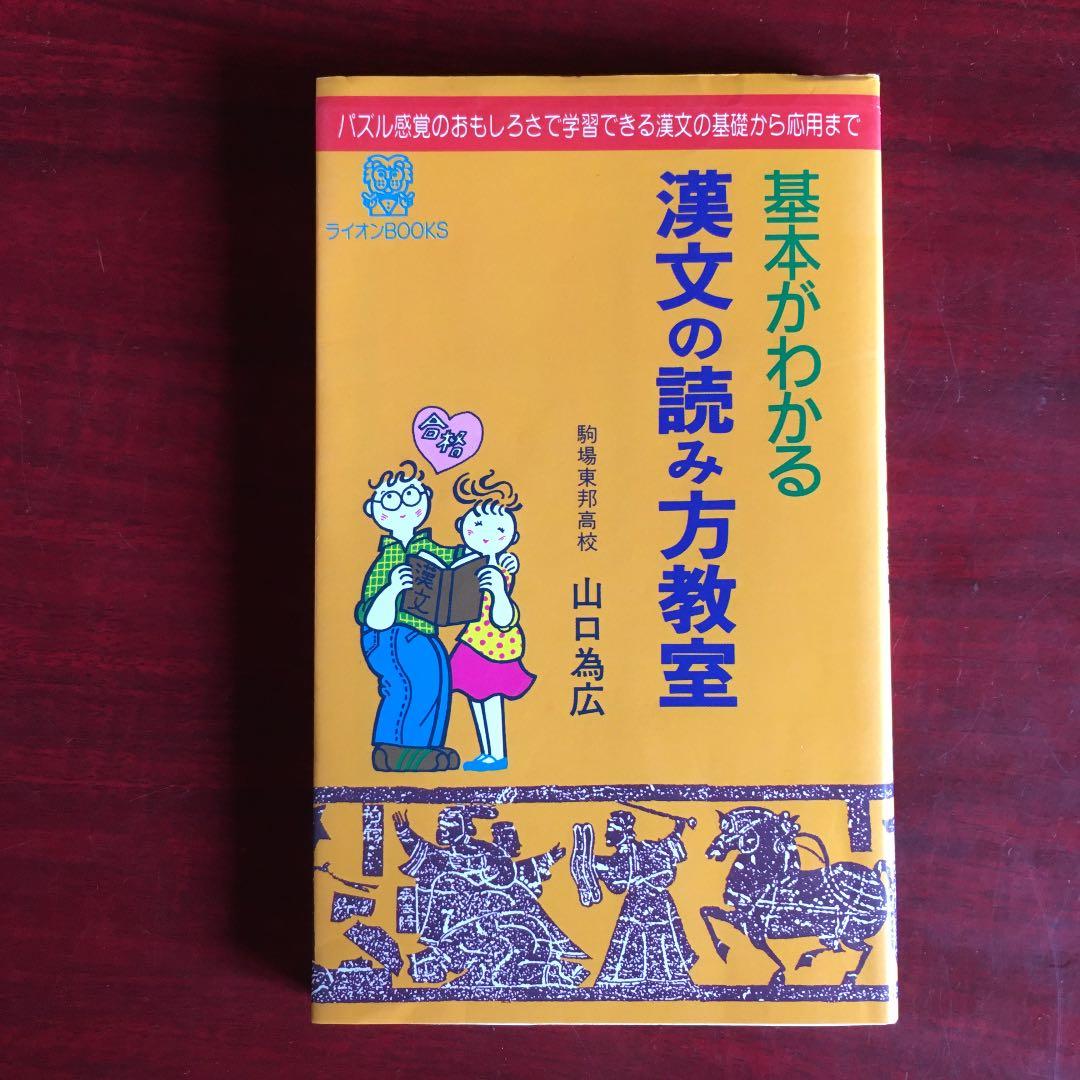 パズル感覚のおもしろさで学習できる漢文の基礎から応用まで
ライオンBOOKS
基本がわかる
漢文の読み方教室
駒場東邦高校 山口為広
合格
漢文